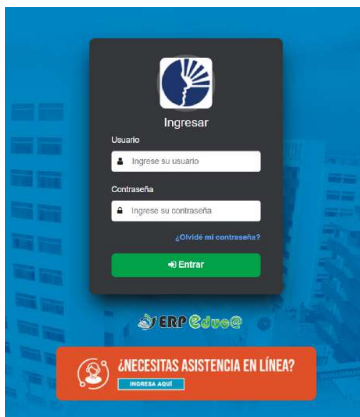 Ingresar
Usuario
Ingrese su usuario
Contraseña
Ingrese su contraseña
¿Olvidé mi contraseña?
Entrar
ERP Educ@
¿NECESITAS ASISTENCIA EN LÍNEA?
INGRESA AQUÍ